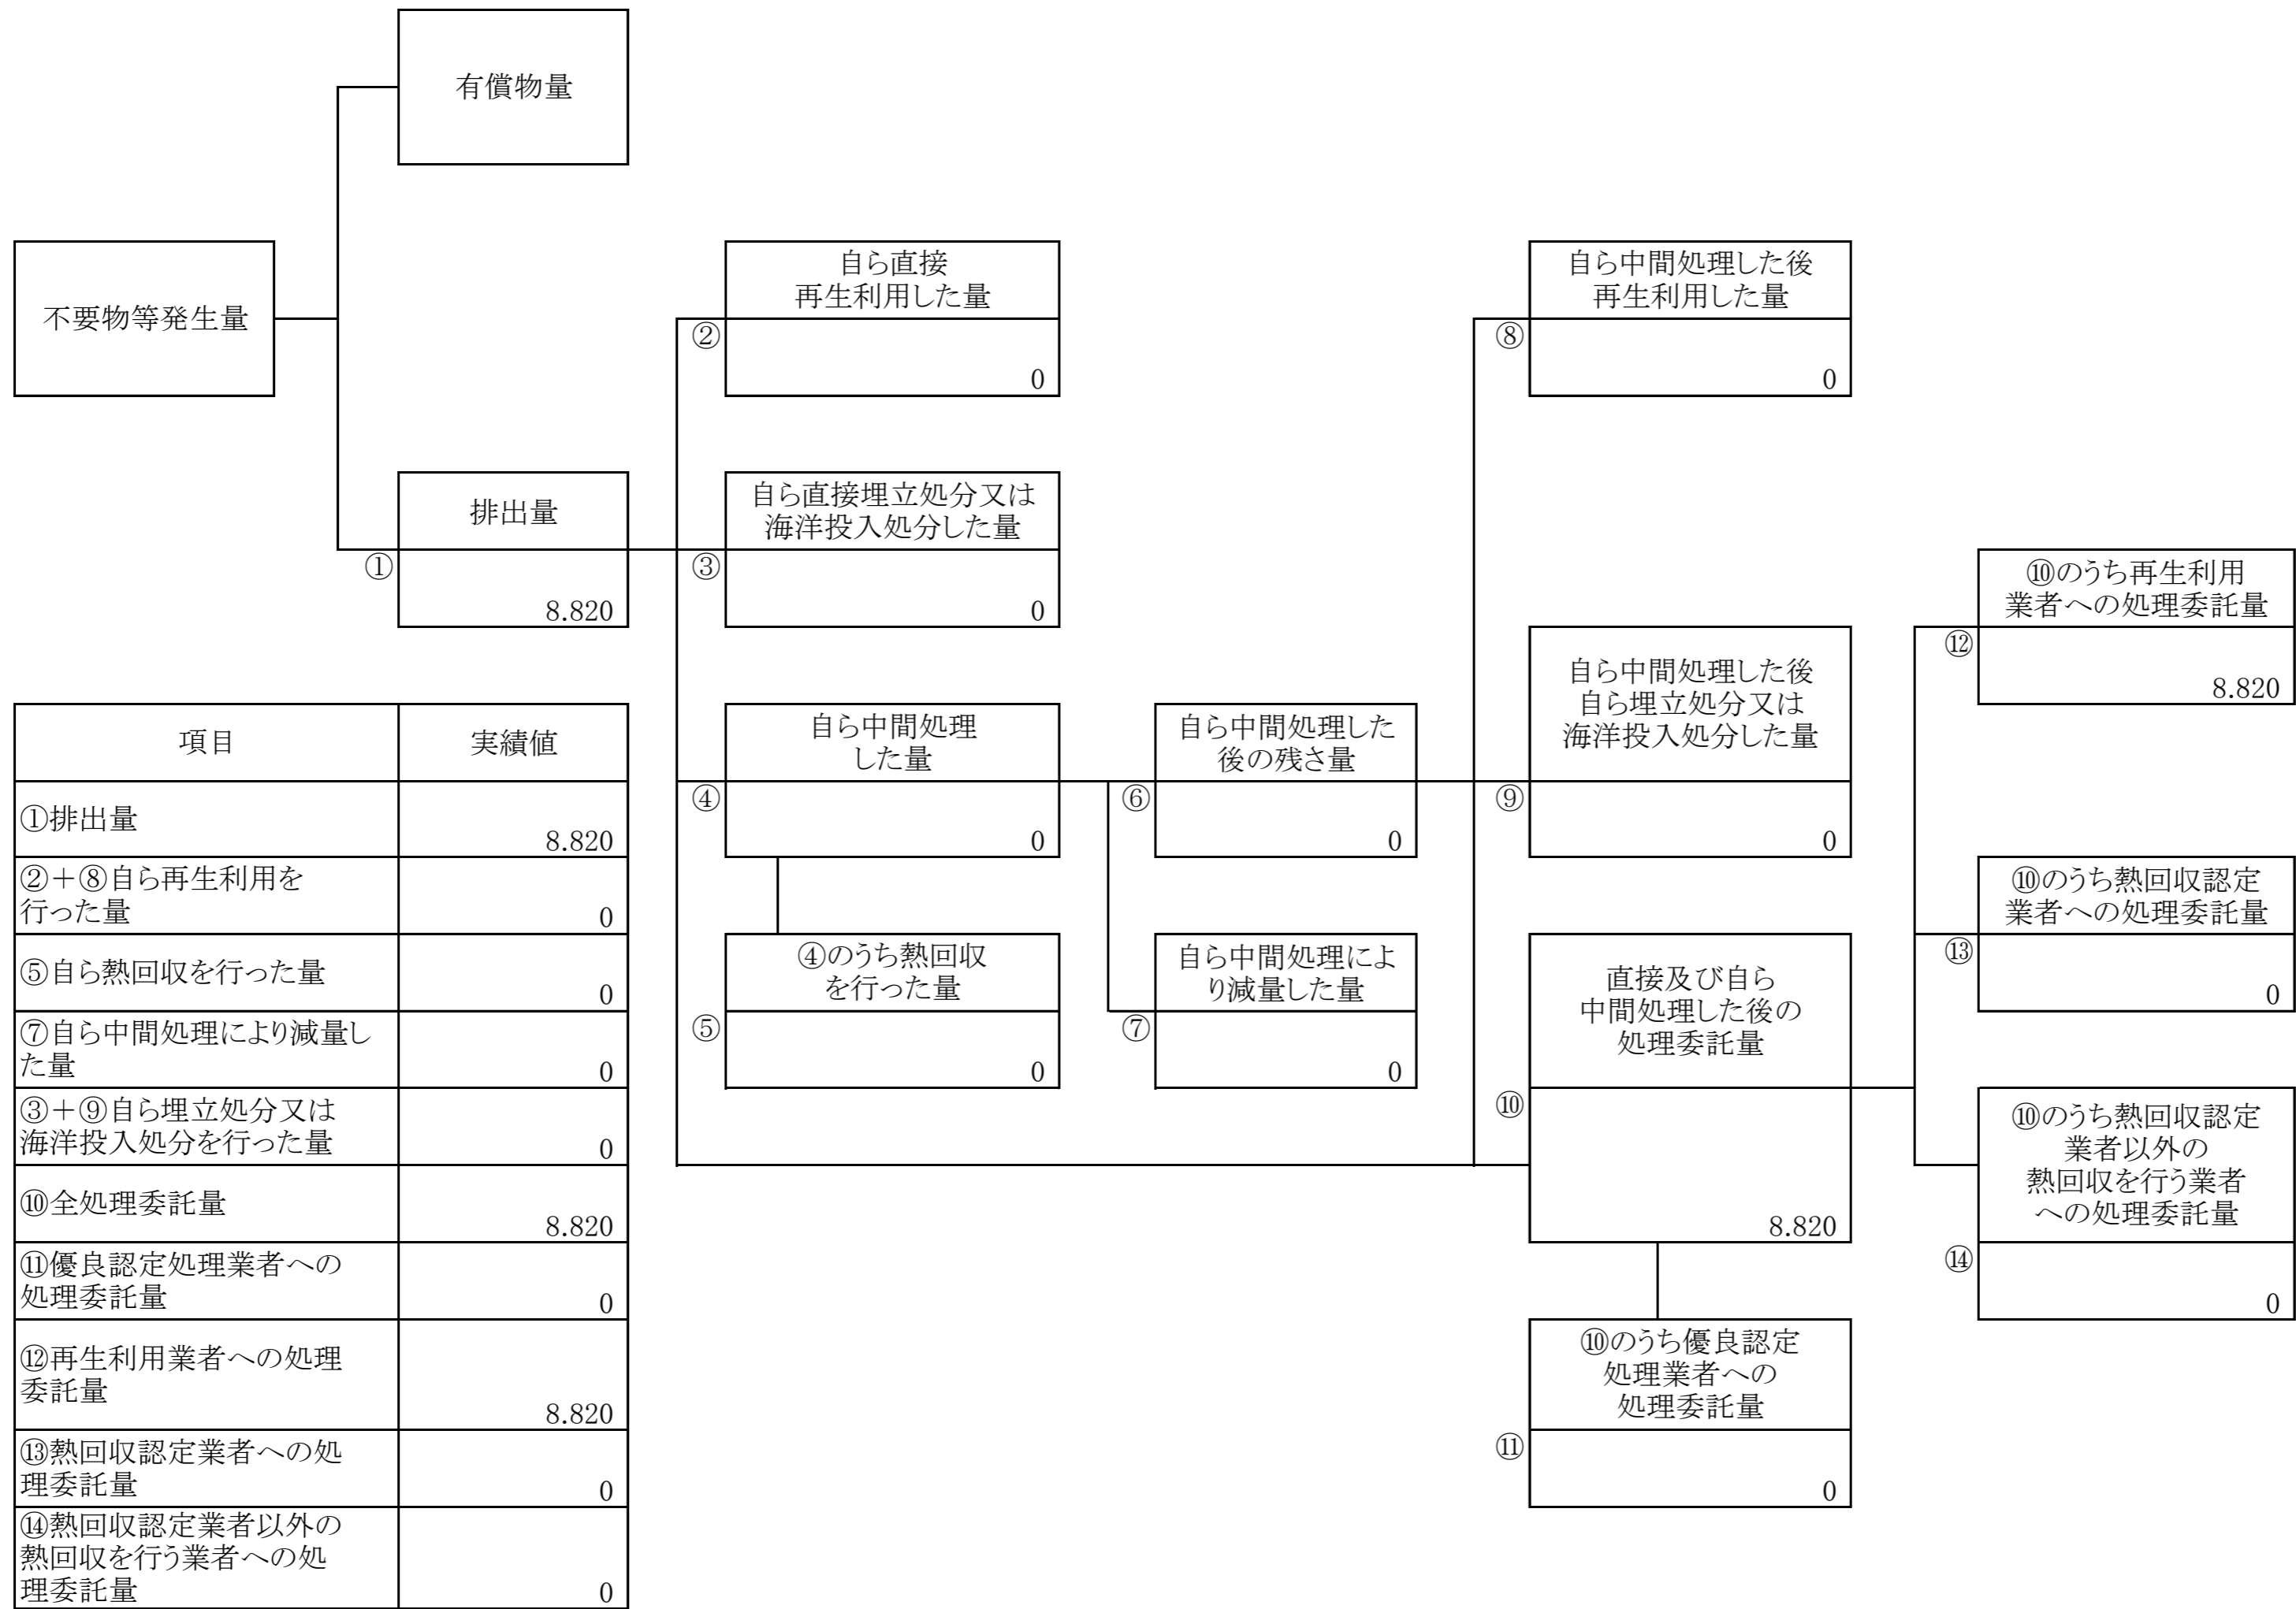 有償物量
不要物等発生量
自ら直接
再生利用した量
②
0
自ら中間処理した後
再生利用した量
⑧
0
排出量
①
8.820
自ら直接埋立処分又は
海洋投入処分した量
③
0
⑩のうち再生利用
業者への処理委託量
⑫
8.820
自ら中間処理
した量
④
0
自ら中間処理した
後の残さ量
⑥
0
自ら中間処理した後
自ら埋立処分又は
海洋投入処分した量
⑨
0
⑩のうち熱回収認定
業者への処理委託量
⑬
0
④のうち熱回収
を行った量
⑤
0
自ら中間処理によ
り減量した量
⑦
0
直接及び自ら
中間処理した後の
処理委託量
⑩
8.820
⑩のうち熱回収認定
業者以外の
熱回収を行う業者
への処理委託量
⑭
0
⑩のうち優良認定
処理業者への
処理委託量
⑪
0
項目 実績値
①排出量
8.820
②+⑧自ら再生利用を
行った量
0
⑤自ら熱回収を行った量
0
⑦自ら中間処理により減量し
た量
0
③+⑨自ら埋立処分又は
海洋投入処分を行った量
0
⑩全処理委託量
8.820
⑪優良認定処理業者への
処理委託量
0
⑫再生利用業者への処理
委託量
8.820
⑬熱回収認定業者への処
理委託量
0
⑭熱回収認定業者以外の
熱回収を行う業者への処
理委託量
0